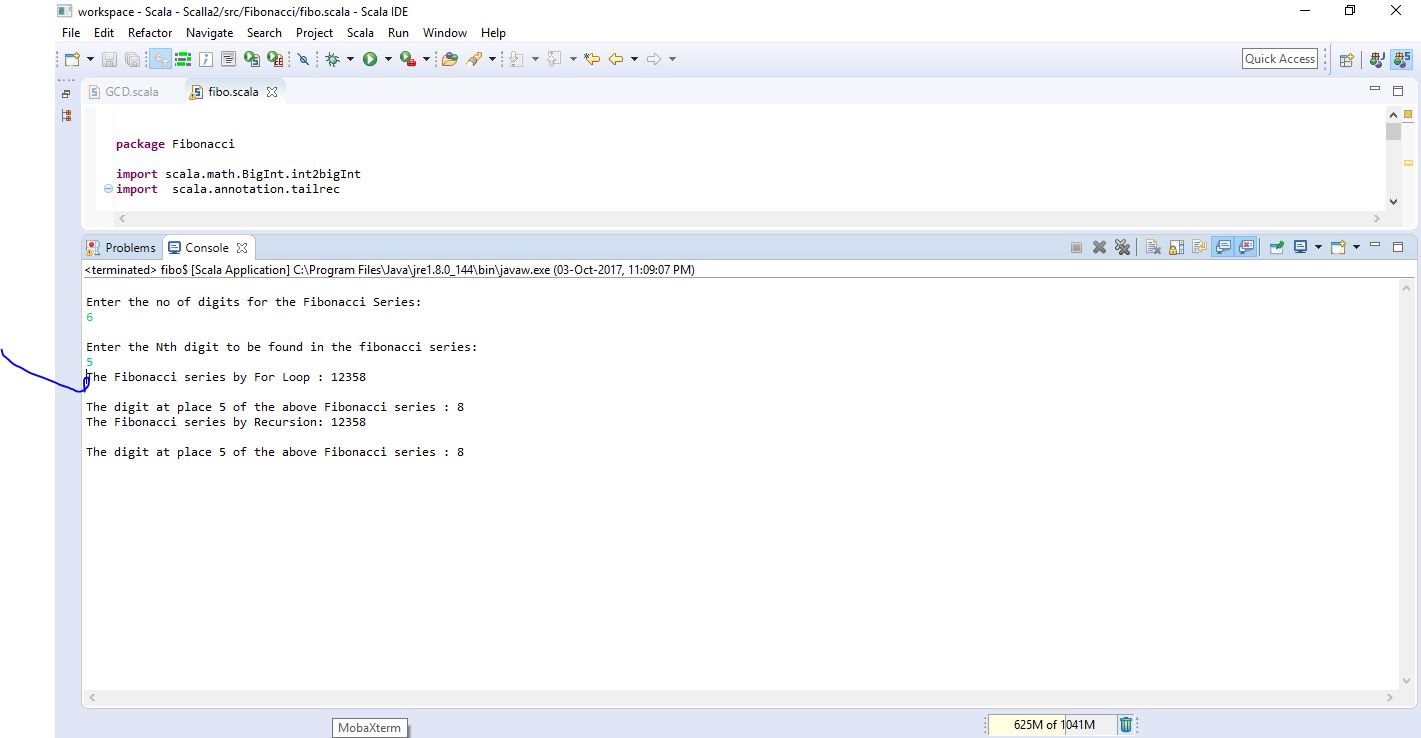 workspace - Scala - Scalla2/src/Fibonacci/fibo.scala - Scala IDE
File Edit Refactor Navigate Search Project Scala Run Window Help
Quick Access
GCD.scala fibo.scala
package Fibonacci
import scala.math.BigInt.int2bigInt
import  scala.annotation.tailrec
Problems Console
<terminated> fibo$ [Scala Application] C:\Program Files\Java\jre1.8.0_144\bin\javaw.exe (03-Oct-2017, 11:09:07 PM)
Enter the no of digits for the Fibonacci Series:
6
Enter the Nth digit to be found in the fibonacci series:
5
The Fibonacci series by For Loop : 12358
The digit at place 5 of the above Fibonacci series : 8
The Fibonacci series by Recursion: 12358
The digit at place 5 of the above Fibonacci series : 8
MobaXterm
625M of 1041M